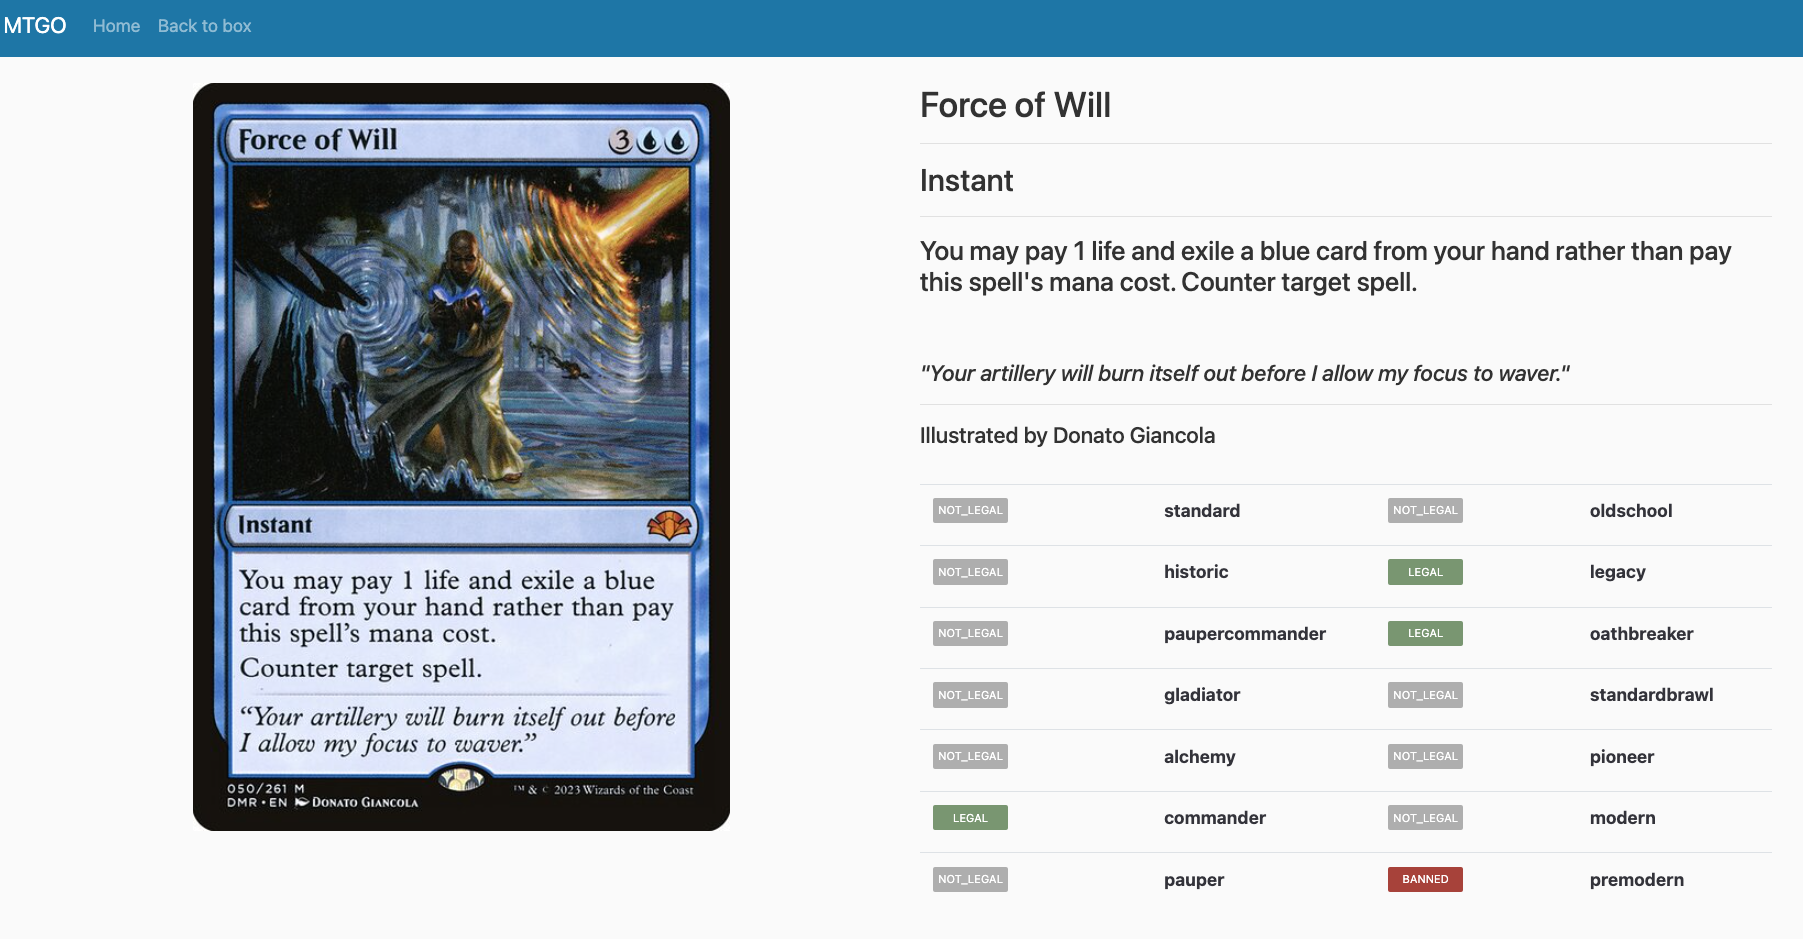 MTGO Home Back to box
Force of Will 3
Instant
You may pay 1 life and exile a blue
card from your hand rather than pay
this spell’s mana cost.
Counter target spell.
“Your artillery will burn itself out before
I allow my focus to waver.”
050/261 M
DMR • EN Donato Giancola
™ & © 2023 Wizards of the Coast
Force of Will
Instant
You may pay 1 life and exile a blue card from your hand rather than pay
this spell's mana cost. Counter target spell.
"Your artillery will burn itself out before I allow my focus to waver."
Illustrated by Donato Giancola
NOT_LEGAL standard NOT_LEGAL oldschool
NOT_LEGAL historic LEGAL legacy
NOT_LEGAL paupercommander LEGAL oathbreaker
NOT_LEGAL gladiator NOT_LEGAL standardbrawl
NOT_LEGAL alchemy NOT_LEGAL pioneer
LEGAL commander NOT_LEGAL modern
NOT_LEGAL pauper BANNED premodern